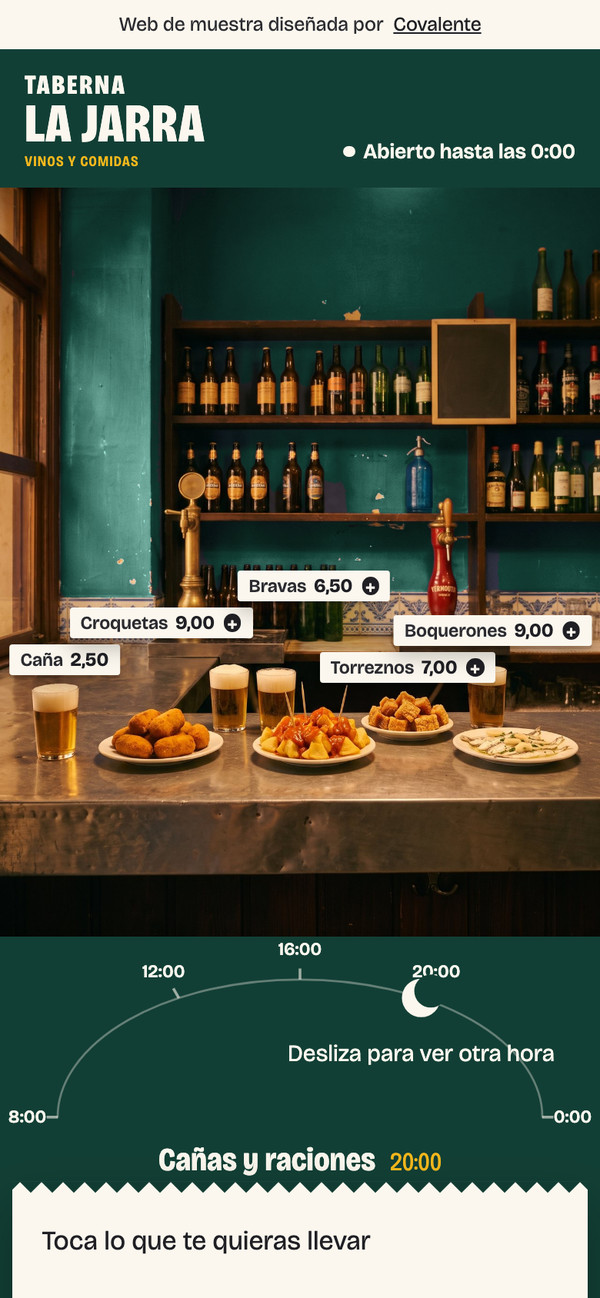 Web de muestra diseñada por Covalente
TABERNA
LA JARRA
VINOS Y COMIDAS
Abierto hasta las 0:00
VERMOUTH
Bravas 6,50
Croquetas 9,00
Boquerones 9,00
Caña 2,50
Torreznos 7,00
16:00
12:00
20:00
Desliza para ver otra hora
8:00
0:00
Cañas y raciones 20:00
Toca lo que te quieras llevar